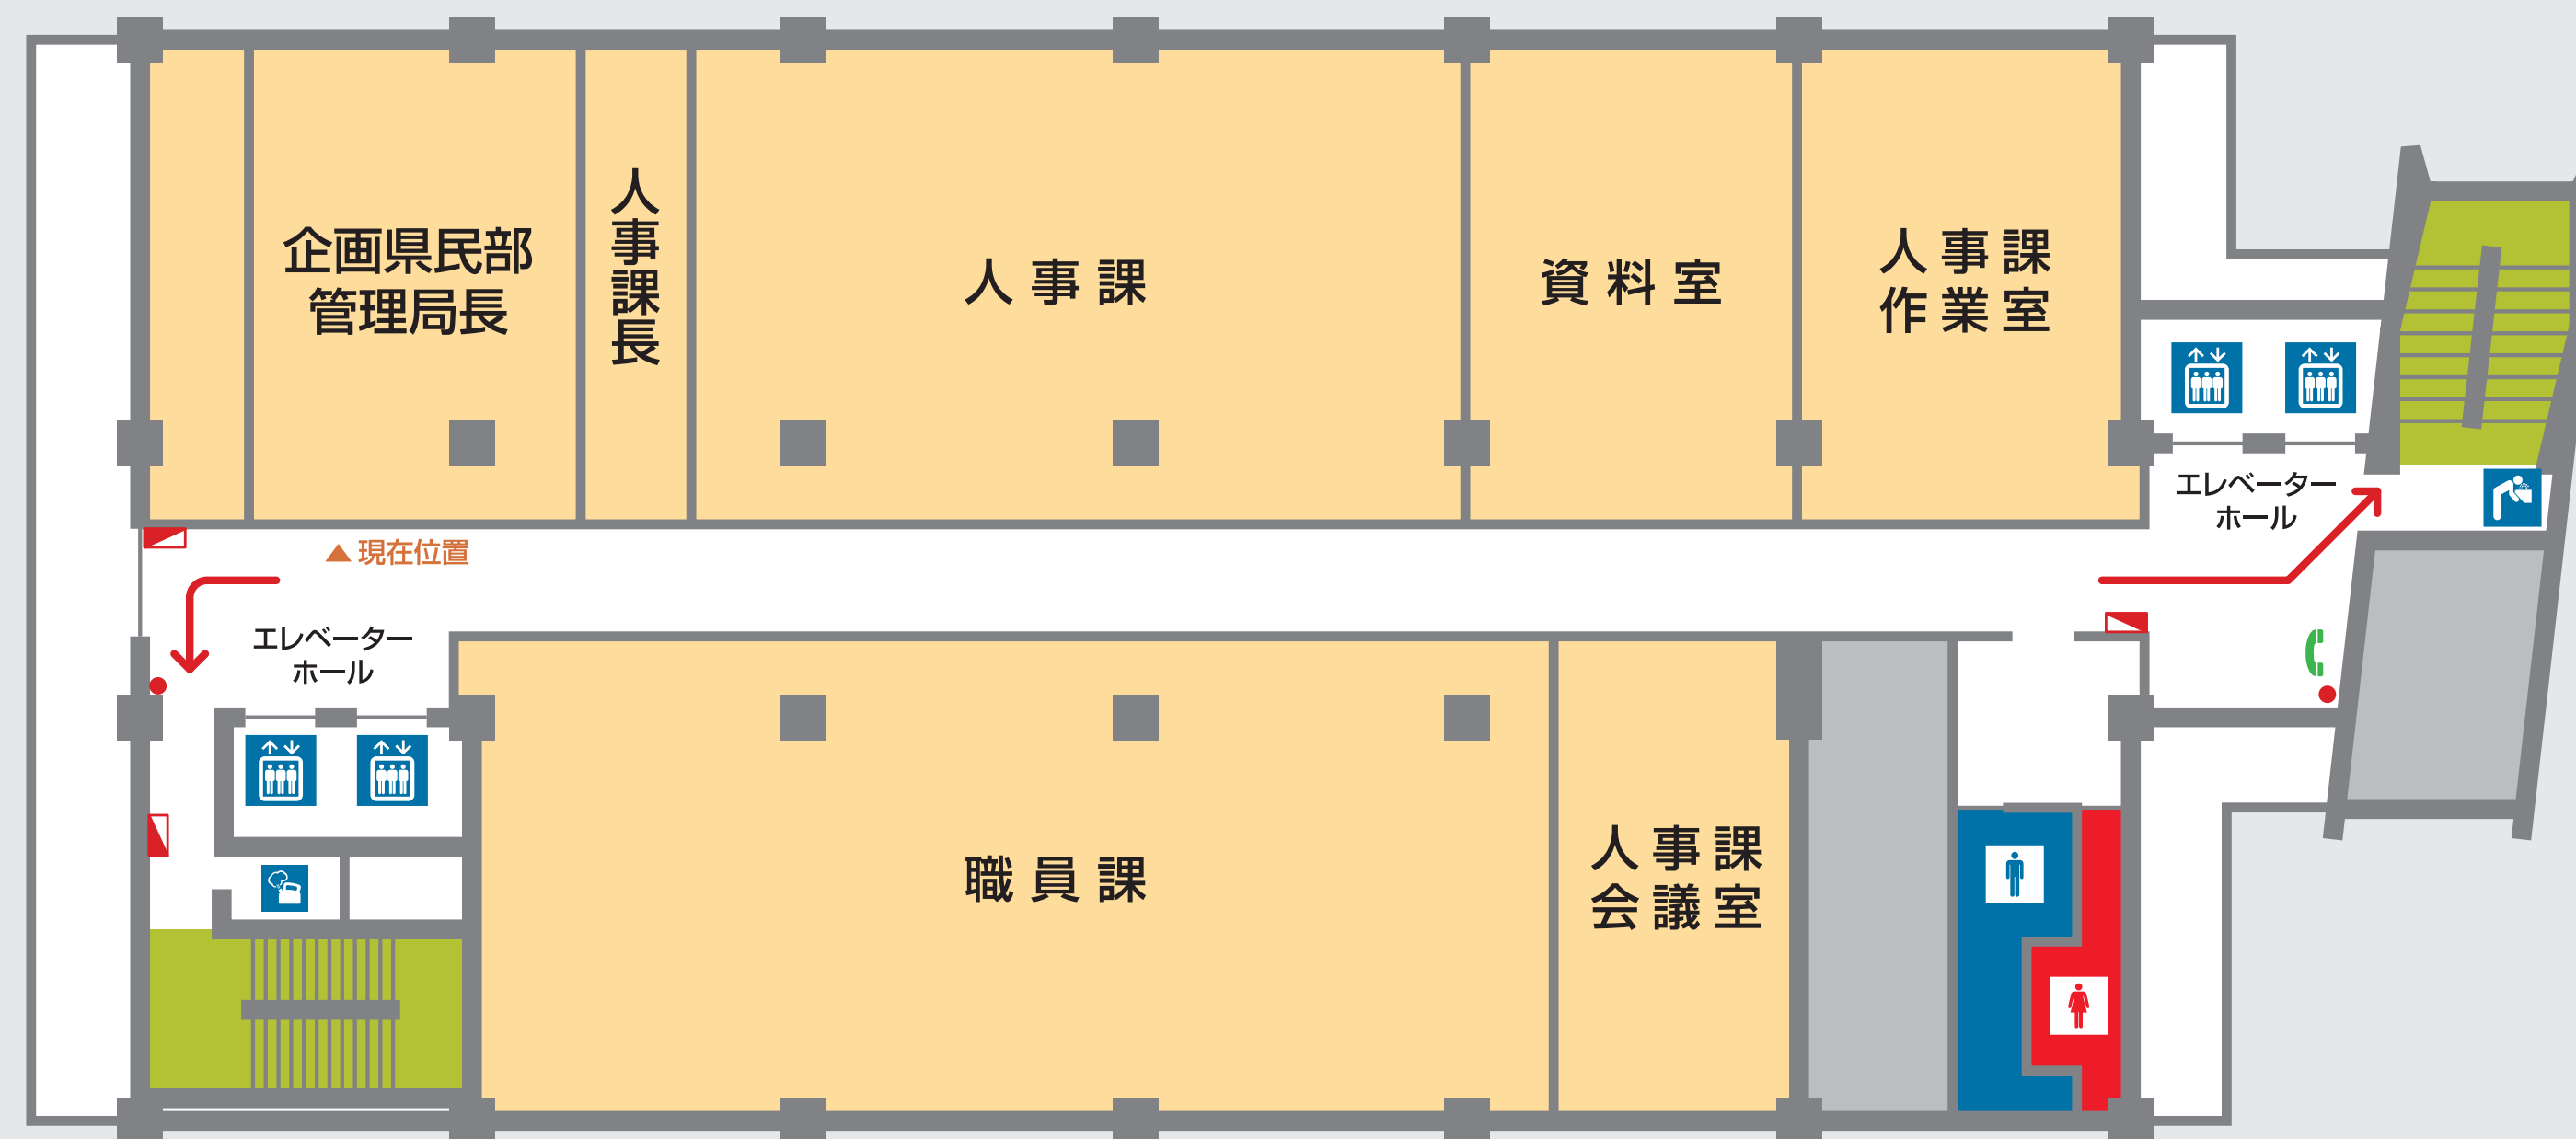 企画県民部
管理局長
人事課長
人事課
資料室
人事課
作業室
エレベーター
ホール
▲現在位置
エレベーター
ホール
職員課
人事課
会議室